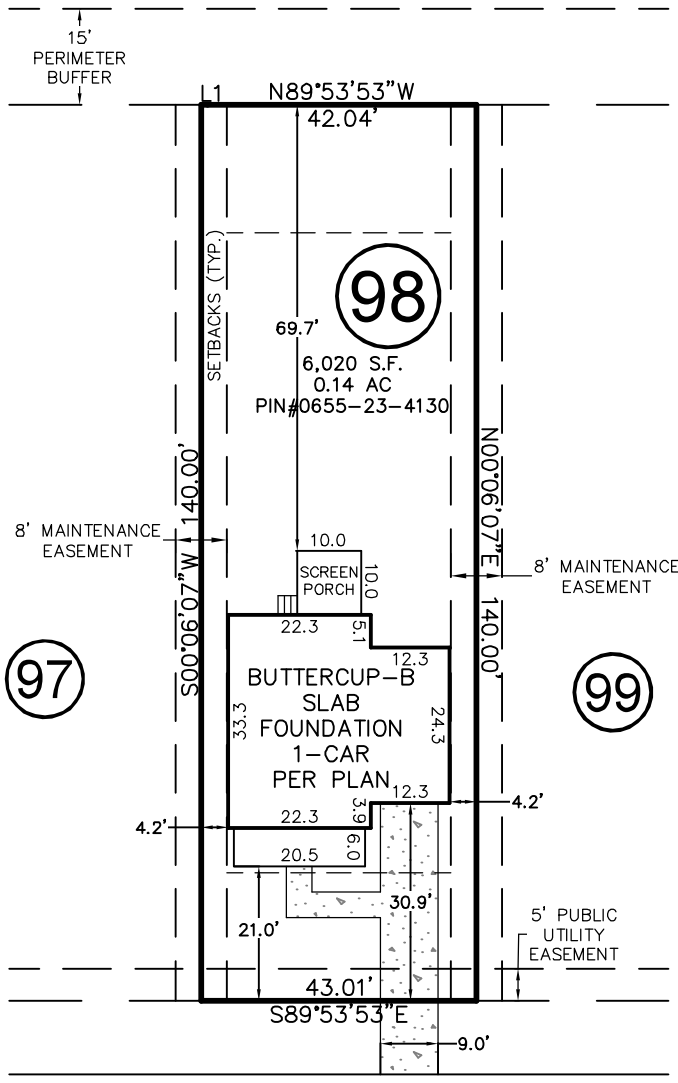 15'
PERIMETER
BUFFER
L1
N89°53'53"W
42.04'
SETBACKS (TYP.)
98
69.7'
6,020 S.F.
0.14 AC
PIN#0655-23-4130
S00°06'07"W 140.00'
N00°06'07"E 140.00'
8' MAINTENANCE
EASEMENT
8' MAINTENANCE
EASEMENT
10.0
SCREEN
PORCH
10.0
22.3
5.1
12.3
97
99
BUTTERCUP-B
SLAB
FOUNDATION
1-CAR
PER PLAN
33.3
24.3
12.3
3.9
22.3
4.2'
4.2'
20.5
6.0
21.0'
30.9'
5' PUBLIC
UTILITY
EASEMENT
43.01'
S89°53'53"E
9.0'